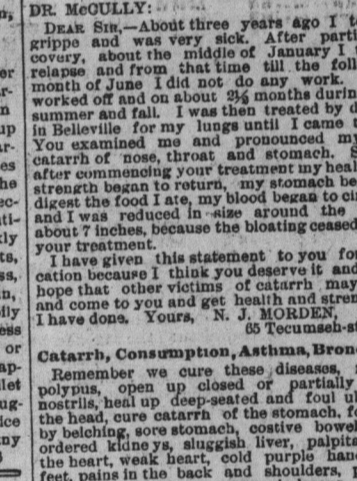 DR. McCULLY:
DEAR SIR,—About three years ago I
grippe and was very sick. After parti
covery, about the middle of January I
relapse and from that time till the foll
month of June I did not do any work.
worked off and on about 2½ months durin
summer and fall. I was then treated by d
in Belleville for my lungs until I came t
You examined me and pronounced my
catarrh of nose, throat and stomach.
after commencing your treatment my heal
strength began to return, my stomach be
digest the food I ate, my blood began to ci
and I was reduced in size around the
about 7 inches, because the bloating ceased
your treatment.
I have given this statement to you fo
cation because I think you deserve it and
hope that other victims of catarrh may
and come to you and get health and stren
I have done. Yours, N. J. MORDEN,
65 Tecumseh-st
Catarrh, Consumption, Asthma, Bron
Remember we cure these diseases,
polypus, open up closed or partially
nostrils, heal up deep-seated and foul ul
the head, cure catarrh of the stomach, fo
by belching, sore stomach, costive bowel
ordered kidneys, sluggish liver, palpita
the heart, weak heart, cold purple han
feet, pains in the back and shoulders,